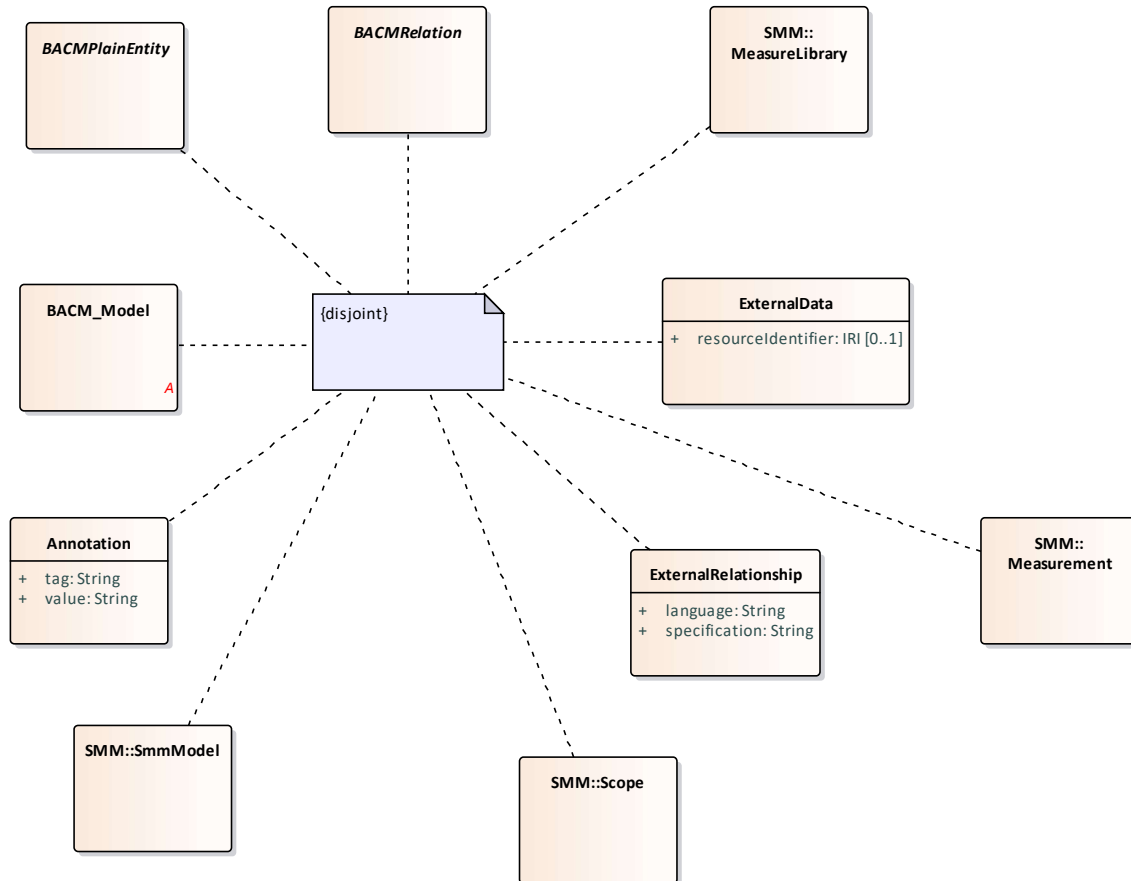 BACMPlainEntity
BACMRelation
SMM::
MeasureLibrary
BACM_Model
A
{disjoint}
ExternalData
+ resourceIdentifier: IRI [0..1]
Annotation
+ tag: String
+ value: String
ExternalRelationship
+ language: String
+ specification: String
SMM::
Measurement
SMM::SmmModel
SMM::Scope